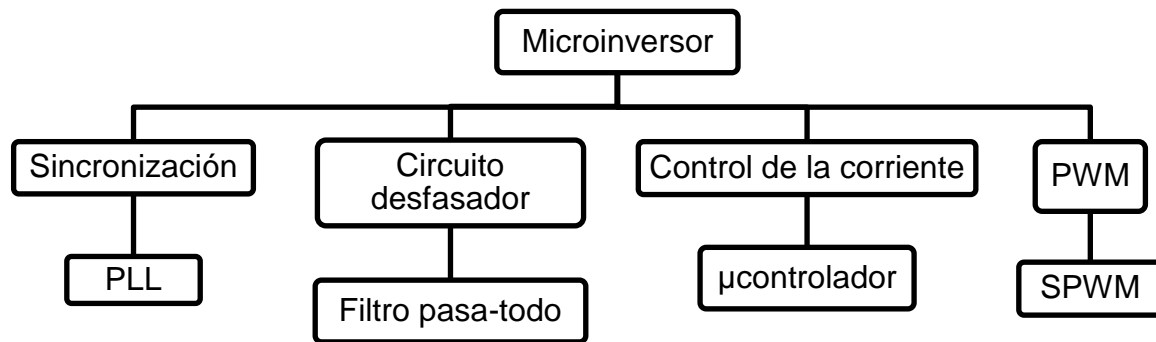 Microinversor
Sincronización
Circuito
desfasador
Control de la corriente
PWM
PLL
Filtro pasa-todo
µcontrolador
SPWM